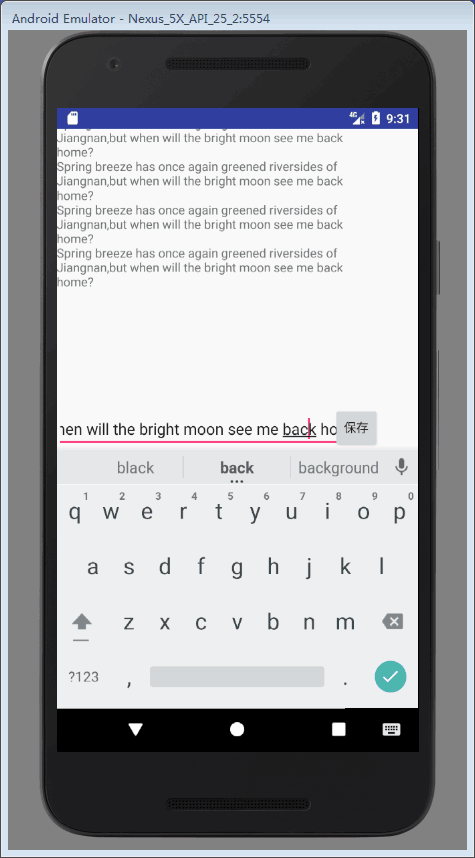 Android Emulator - Nexus_5X_API_25_2:5554
4G 9:31
Jiangnan,but when will the bright moon see me back
home?
Spring breeze has once again greened riversides of
Jiangnan,but when will the bright moon see me back
home?
Spring breeze has once again greened riversides of
Jiangnan,but when will the bright moon see me back
home?
Spring breeze has once again greened riversides of
Jiangnan,but when will the bright moon see me back
home?
hen will the bright moon see me back ho 保存
black back background
1 2 3 4 5 6 7 8 9 0
q w e r t y u i o p
a s d f g h j k l
z x c v b n m
?123 , .